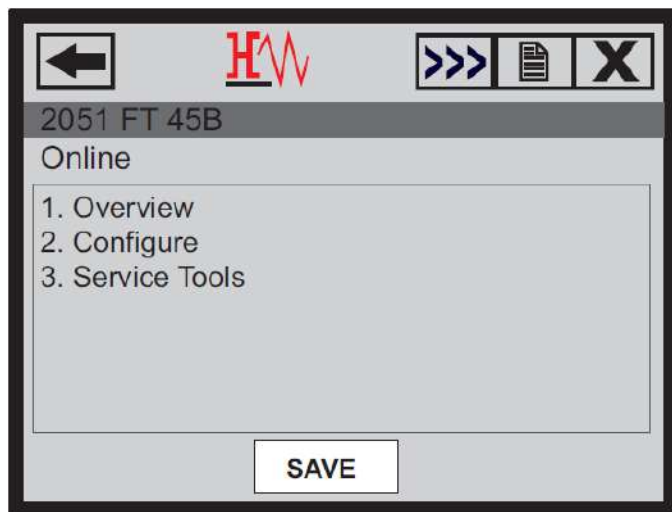 >>> X
2051 FT 45B
Online
1. Overview
2. Configure
3. Service Tools
SAVE